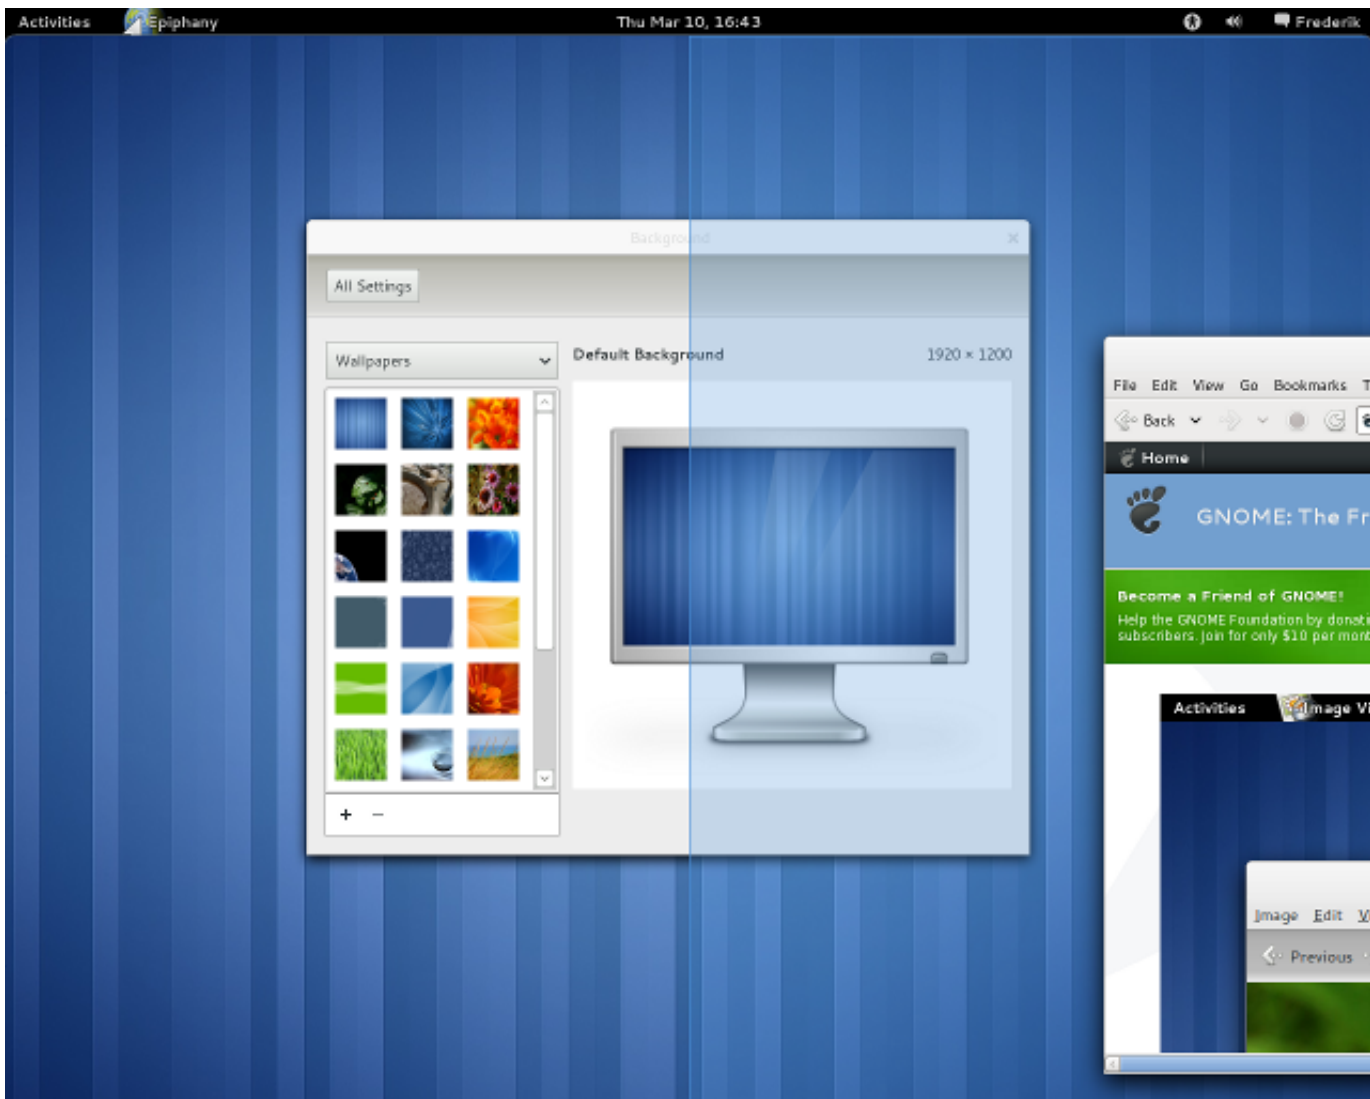 Activities Epiphany Thu Mar 10, 16:43 Frederik
Background
All Settings
Wallpapers
Default Background 1920 × 1200
File Edit View Go Bookmarks
Back
Home
GNOME: The Fr
Become a Friend of GNOME!
Help the GNOME Foundation by donati
subscribers. Join for only $10 per mont
Activities Image Vi
Image Edit Vi
Previous